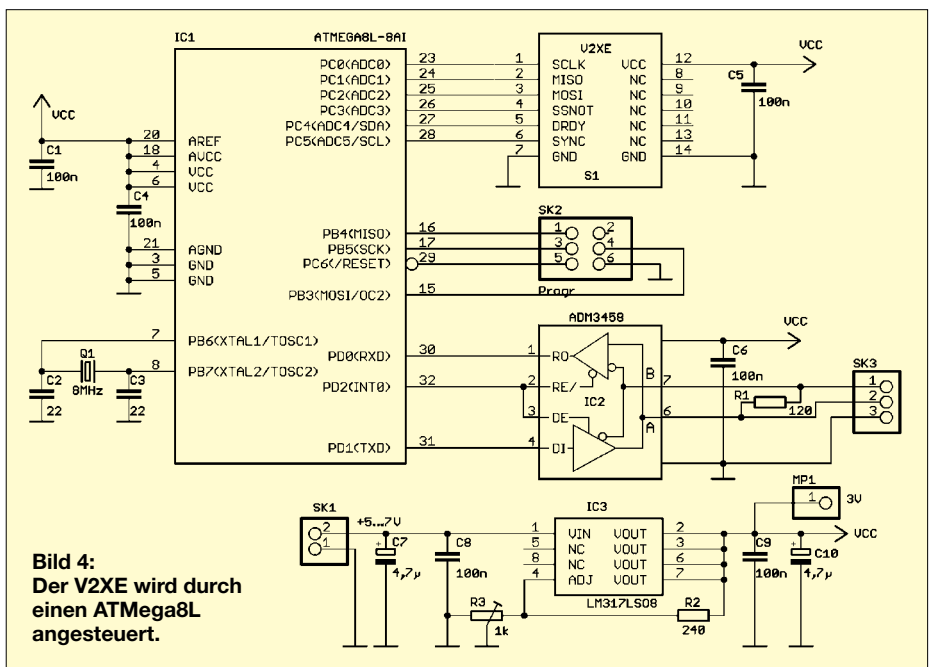 IC1
ATMEGA8L-8AI
PC0(ADC0) 23
PC1(ADC1) 24
PC2(ADC2) 25
PC3(ADC3) 26
PC4(ADC4/SDA) 27
PC5(ADC5/SCL) 28
VCC
C1
100n
20 AREF
18 AVCC
4 VCC
6 VCC
C4
100n
21 AGND
3 GND
5 GND
PB4(MISO) 16
PB5(SCK) 17
PC6(/RESET) 29
PB3(MOSI/OC2) 15
7 PB6(XTAL1/TOSC1)
8 PB7(XTAL2/TOSC2)
Q1
8MHz
C2
22
C3
22
PD0(RXD) 30
PD2(INT0) 32
PD1(TXD) 31
V2XE
1 SCLK VCC 12
2 MISO NC 8
3 MOSI NC 9
4 SSNOT NC 10
5 DRDY NC 11
6 SYNC NC 13
7 GND GND 14
S1
VCC
C5
100n
SK2
1 2
3 4
5 6
Progr
ADM3458
1 RO
2 RE/
3 DE
4 DI
IC2
B 7
A 6
VCC
C6
100n
R1
120
SK3
1
2
3
SK1
2
1
+5...7V
C7
4,7µ
C8
100n
IC3
1 VIN VOUT 2
5 NC VOUT 3
8 NC VOUT 6
4 ADJ VOUT 7
LM317LSO8
R3
1k
R2
240
MP1
1
3V
VCC
C9
100n
C10
4,7µ
Bild 4:
Der V2XE wird durch
einen ATMega8L
angesteuert.